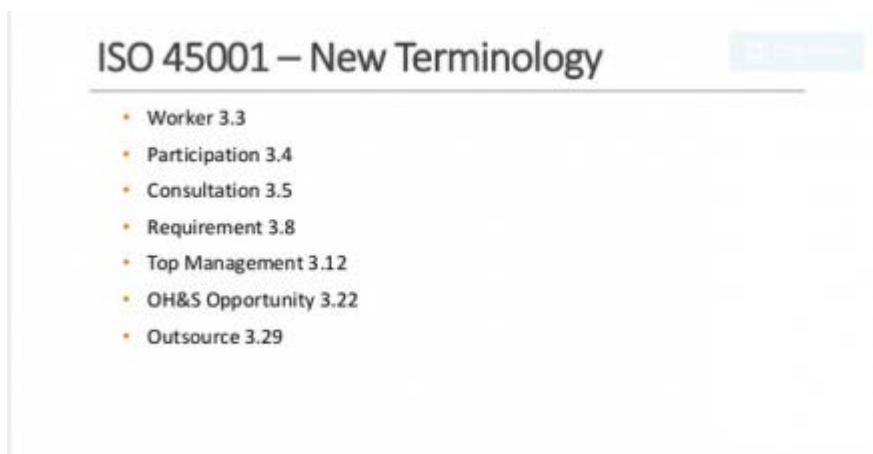 ISO 45001 – New Terminology
• Worker 3.3
• Participation 3.4
• Consultation 3.5
• Requirement 3.8
• Top Management 3.12
• OH&S Opportunity 3.22
• Outsource 3.29